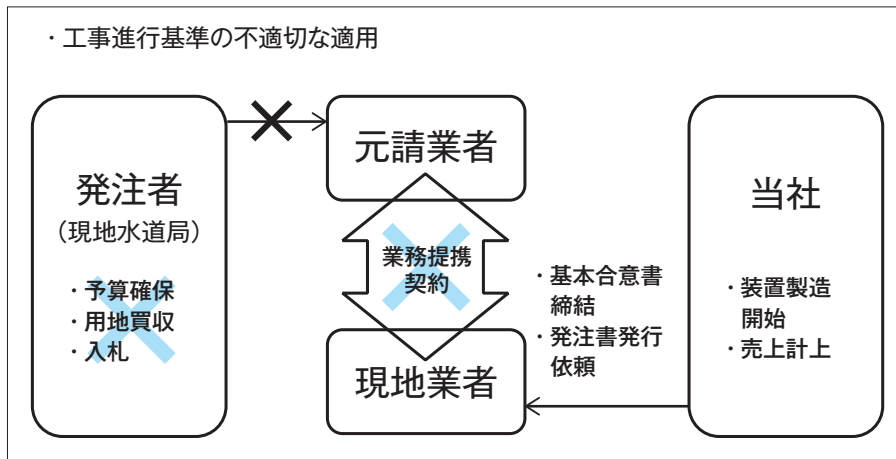 ・工事進行基準の不適切な適用
発注者
（現地水道局）
・予算確保
・用地買収
・入札
元請業者
業務提携
契約
現地業者
・基本合意書
締結
・発注書発行
依頼
当社
・装置製造
開始
・売上計上